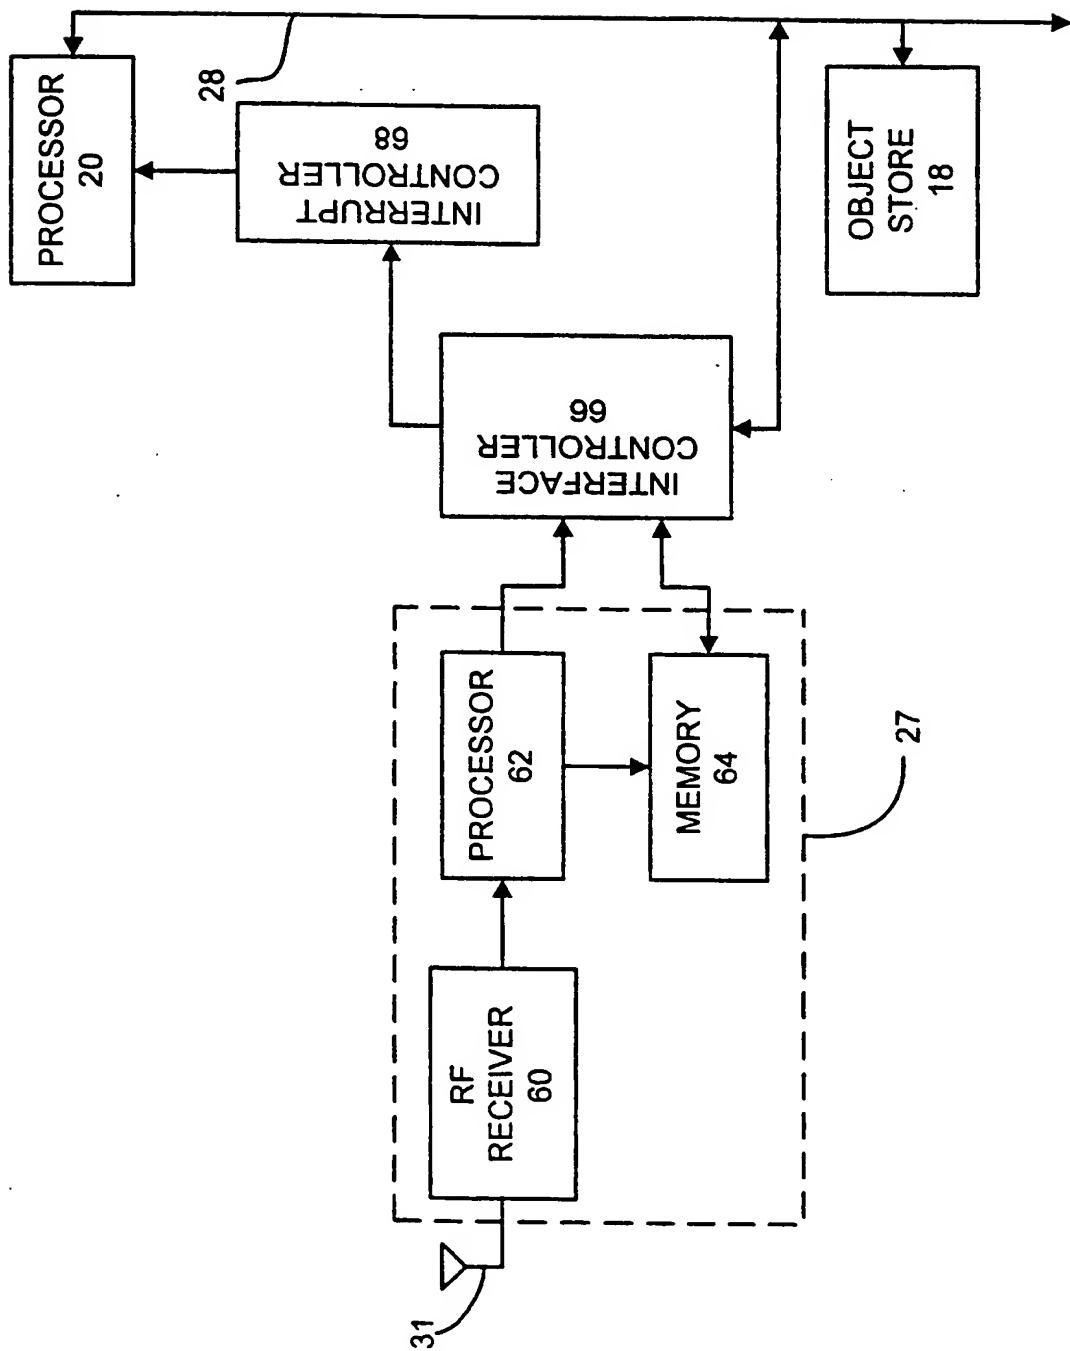 31
RF
RECEIVER
60
PROCESSOR
62
MEMORY
64
27
INTERFACE
CONTROLLER
66
INTERRUPT
CONTROLLER
68
PROCESSOR
20
28
OBJECT
STORE
18